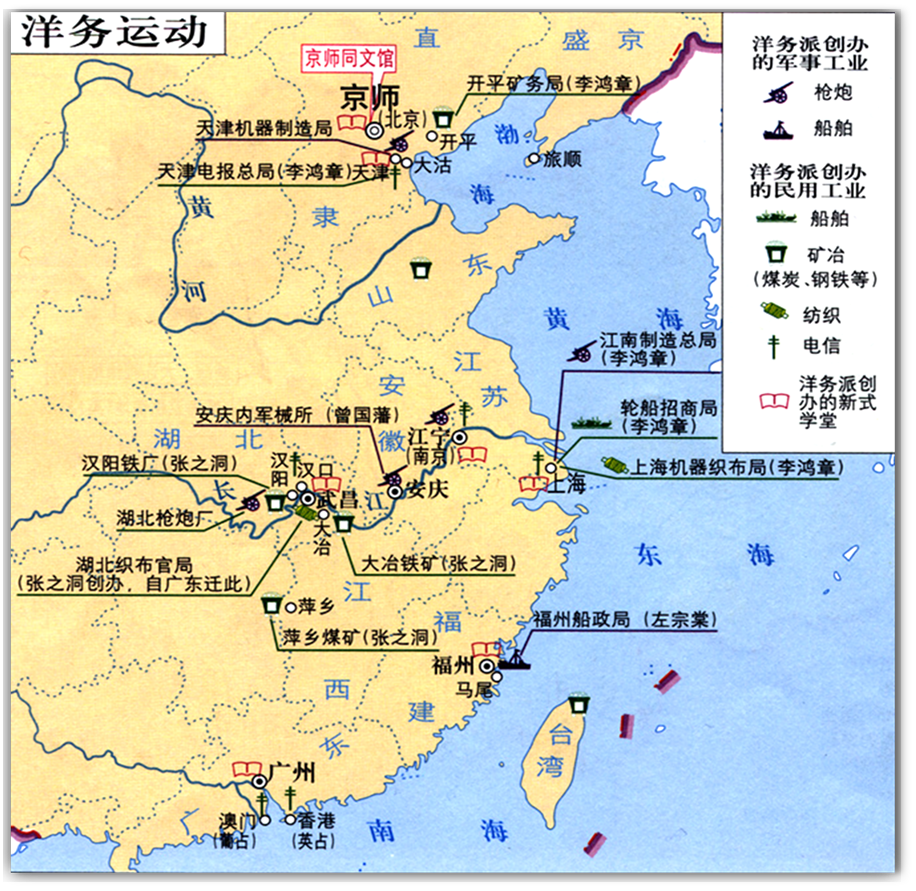 洋务运动
直
盛京
京师同文馆
京师
(北京)
开平矿务局(李鸿章)
天津机器制造局
开平
渤
旅顺
大沽
天津电报总局(李鸿章)
天津
海
黄
隶
河
东
山
黄
海
江南制造总局
(李鸿章)
江
安
苏
安庆内军械所（曾国藩）
徽
江宁
(南京)
轮船招商局
(李鸿章)
湖北
汉阳铁厂(张之洞)
汉阳
汉口
上海机器织布局(李鸿章)
上海
长
武昌
江
安庆
湖北枪炮厂
大冶
湖北织布官局
(张之洞创办，自广东迁此)
大冶铁矿(张之洞)
东
海
江
萍乡
福
福州船政局（左宗棠）
萍乡煤矿(张之洞)
福州
马尾
西
建
东
台湾
广州
澳门
(葡占)
香港
(英占)
南
海
洋务派创办
的军事工业
枪炮
船舶
洋务派创办
的民用工业
船舶
矿冶
(煤炭、钢铁等)
纺织
电信
洋务派创
办的新式
学堂